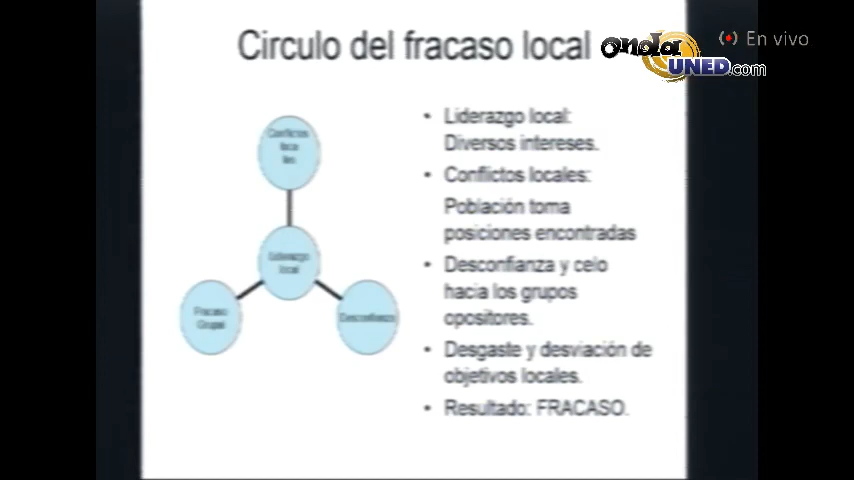 Circulo del fracaso local
onda
UNED.com
En vivo
Conflictos
loca
les
Liderazgo
local
Fracaso
Grupal
Desconfianza
• Liderazgo local:
Diversos intereses.
• Conflictos locales:
Población toma
posiciones encontradas
• Desconfianza y celo
hacia los grupos
opositores.
• Desgaste y desviación de
objetivos locales.
• Resultado: FRACASO.